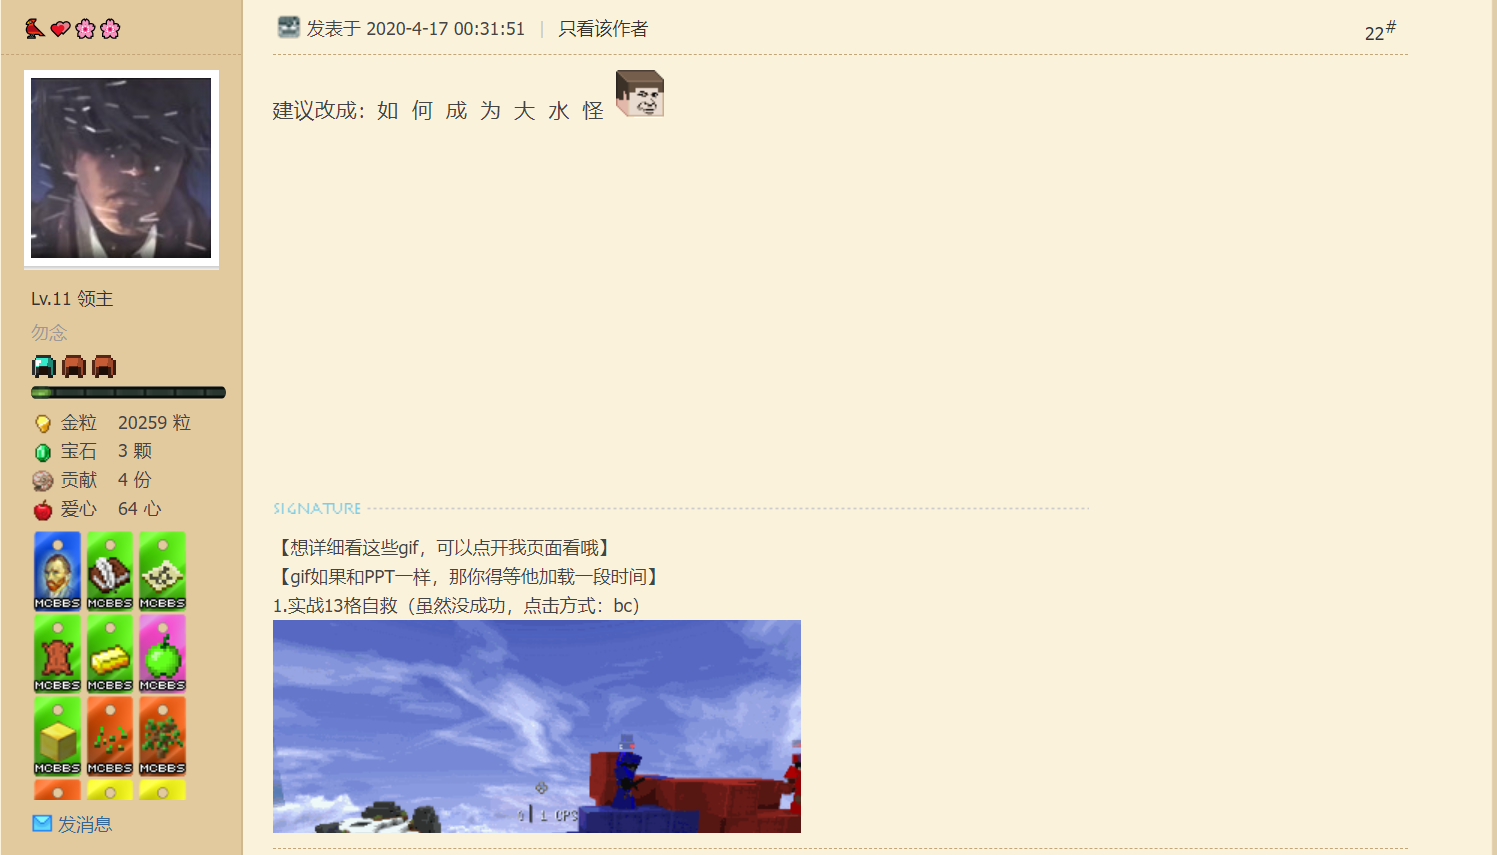 发表于 2020-4-17 00:31:51 | 只看该作者 22#
建议改成：如 何 成 为 大 水 怪
Lv.11 领主
勿念
金粒 20259 粒
宝石 3 颗
贡献 4 份
爱心 64 心
MCBBS MCBBS MCBBS
MCBBS MCBBS MCBBS
MCBBS MCBBS MCBBS
发消息
SIGNATURE
【想详细看这些gif，可以点开我页面看哦】
【gif如果和PPT一样，那你得等他加载一段时间】
1.实战13格自救（虽然没成功，点击方式：bc）
0 | 1 CPS